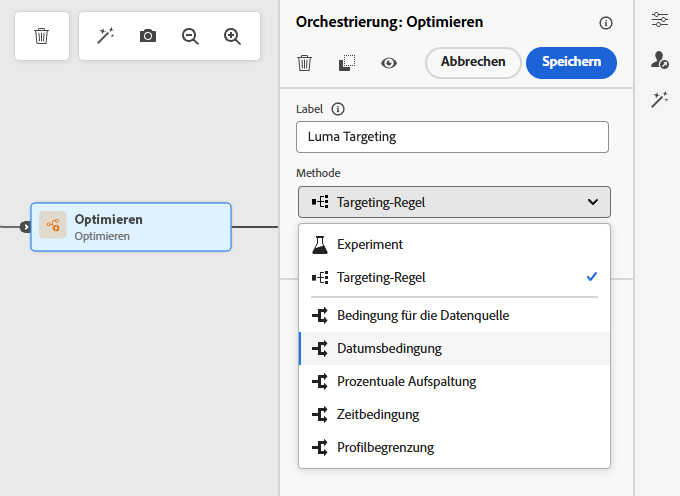 Orchestrierung: Optimieren
Abbrechen
Speichern
Label
Luma Targeting
Methode
Targeting-Regel
Experiment
Targeting-Regel
Bedingung für die Datenquelle
Datumsbedingung
Prozentuale Aufspaltung
Zeitbedingung
Profilbegrenzung
Optimieren
Optimieren